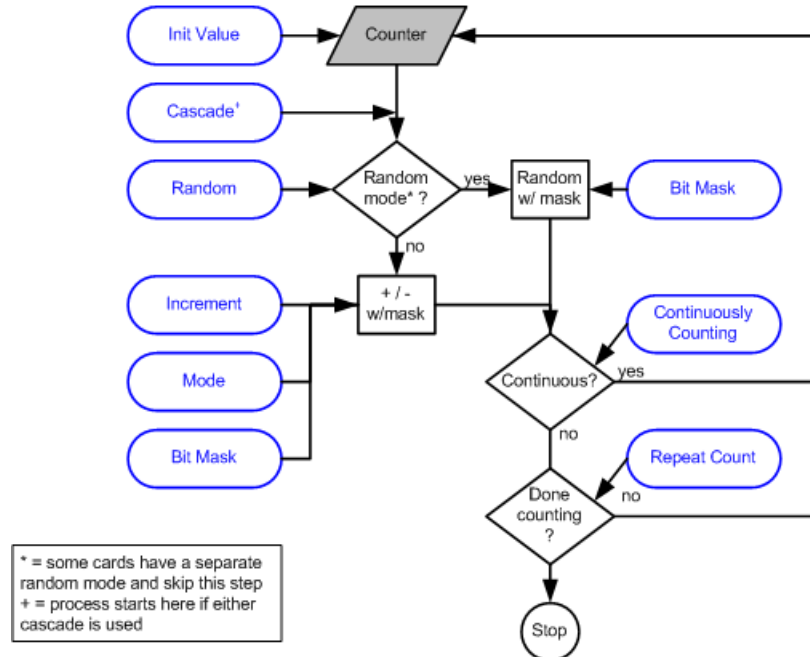 Init Value
Counter
Cascade⁺
Random
Random
mode* ?
yes
Random
w/ mask
Bit Mask
no
Increment
+ / -
w/mask
Continuously
Counting
Mode
Continuous?
yes
Bit Mask
no
Repeat Count
Done
counting
?
no
* = some cards have a separate
random mode and skip this step
+ = process starts here if either
cascade is used
Stop